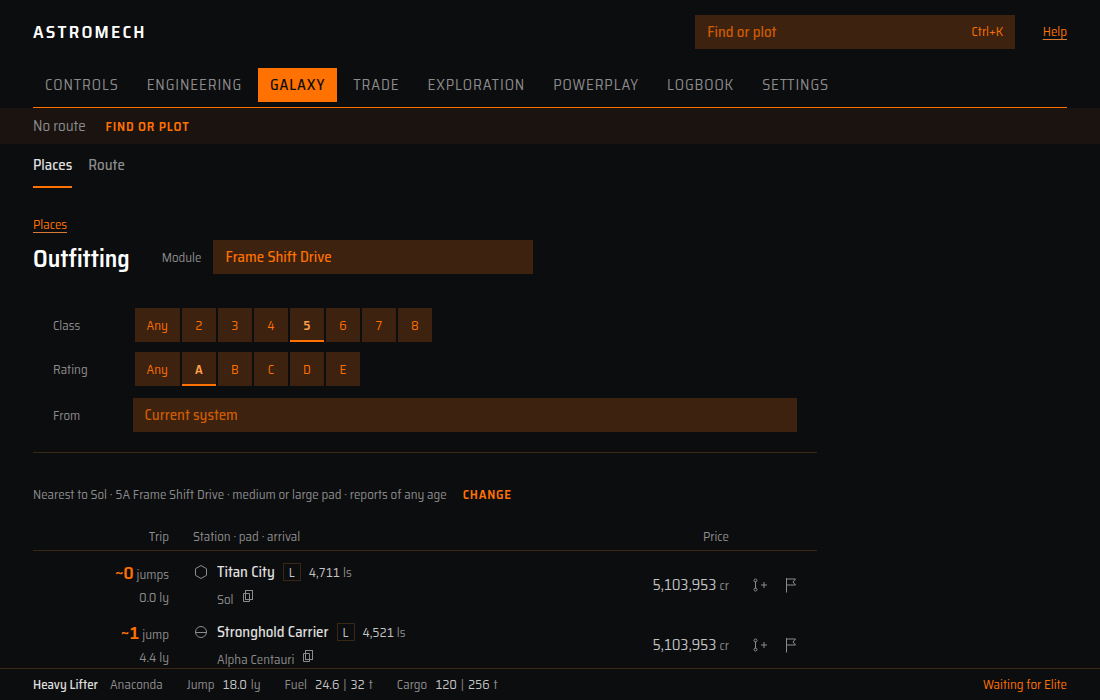 ASTROMECH
Find or plot Ctrl+K
Help
CONTROLS ENGINEERING GALAXY TRADE EXPLORATION POWERPLAY LOGBOOK SETTINGS
No route FIND OR PLOT
Places Route
Places
Outfitting Module Frame Shift Drive
Class Any 2 3 4 5 6 7 8
Rating Any A B C D E
From Current system
Nearest to Sol · 5A Frame Shift Drive · medium or large pad · reports of any age CHANGE
Trip Station · pad · arrival Price
~0 jumps Titan City L 4,711 ls 5,103,953 cr
0.0 ly Sol
~1 jump Stronghold Carrier L 4,521 ls 5,103,953 cr
4.4 ly Alpha Centauri
Heavy Lifter Anaconda Jump 18.0 ly Fuel 24.6 | 32 t Cargo 120 | 256 t Waiting for Elite